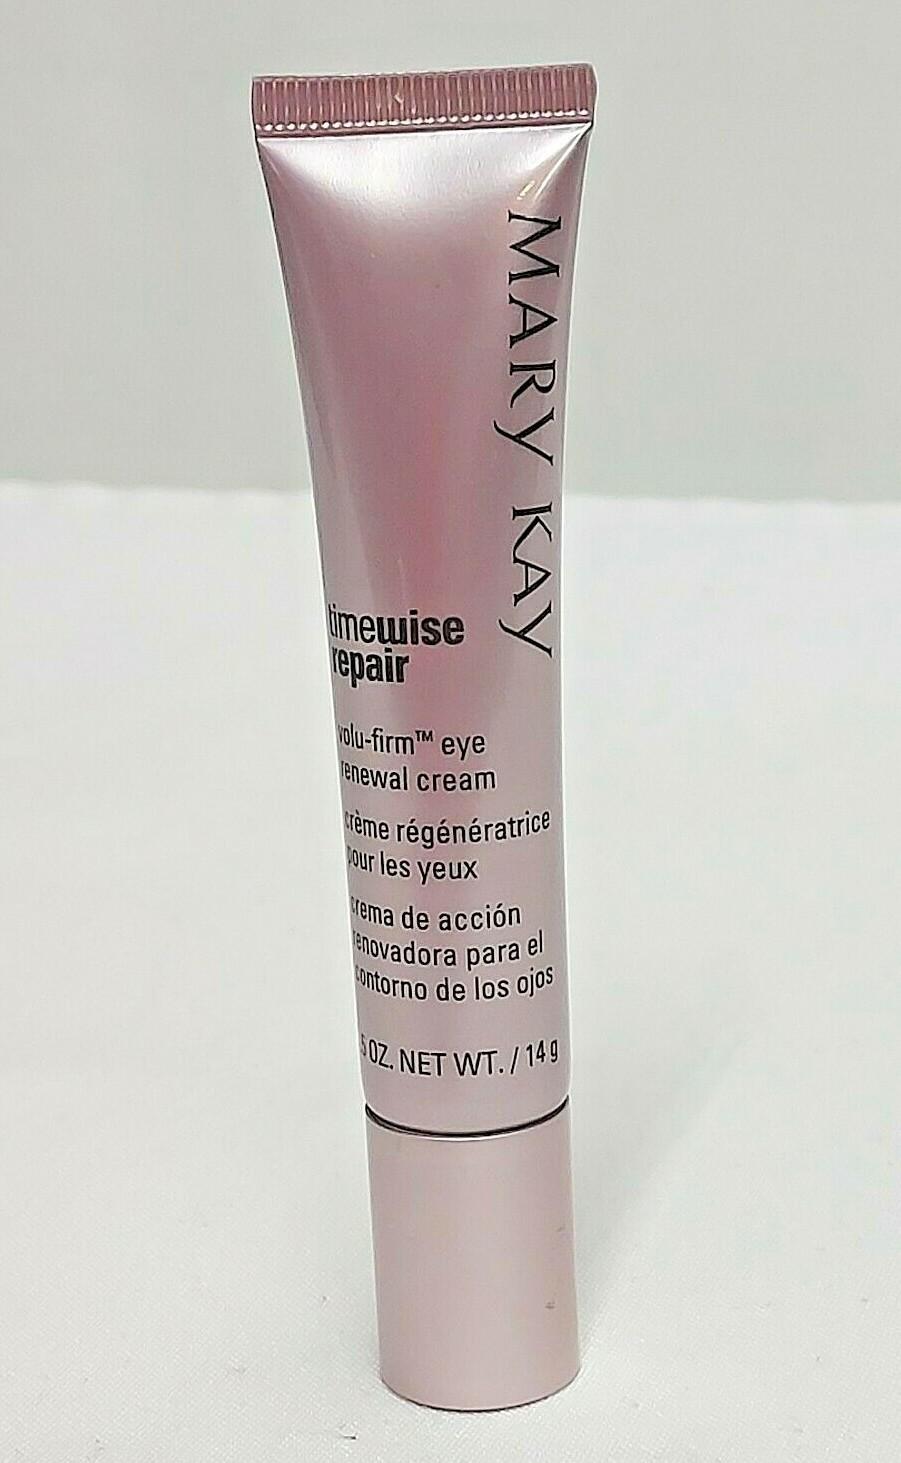 MARY KAY
timewise
repair
volu-firm™ eye
renewal cream
crème régénératrice
pour les yeux
crema de acción
renovadora para el
contorno de los ojos
.5 OZ. NET WT. / 14 g